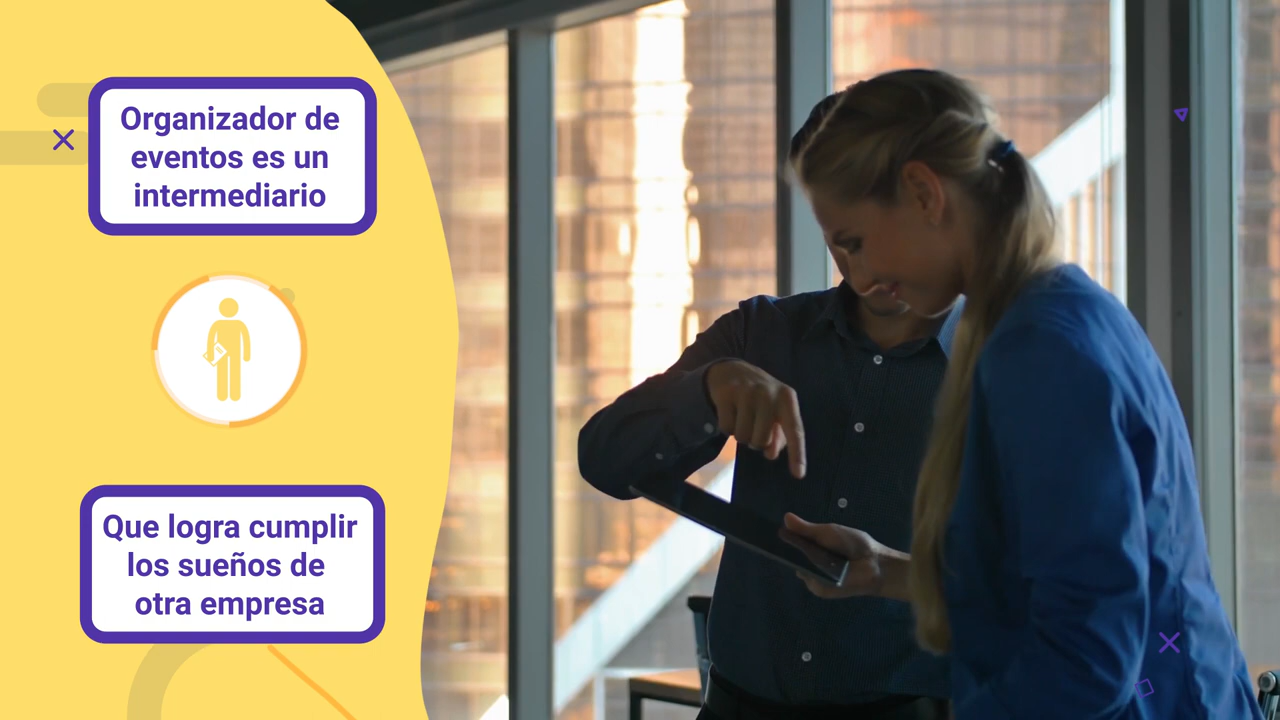 Organizador de
eventos es un
intermediario
Que logra cumplir
los sueños de
otra empresa